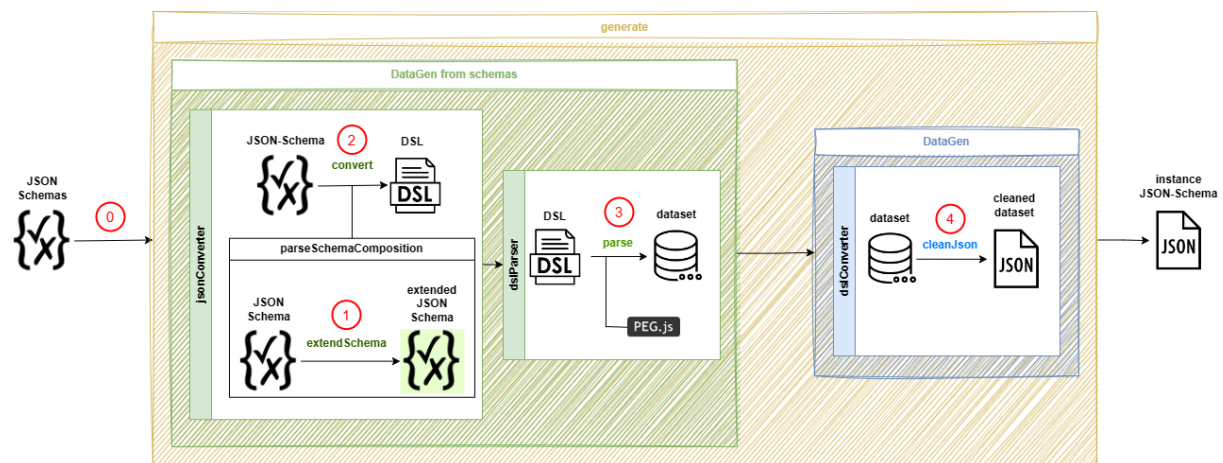 generate
DataGen from schemas
JSON
Schemas
0
jsonConverter
JSON-Schema
2
convert
DSL
DSL
parseSchemaComposition
JSON
Schema
1
extendSchema
extended
JSON
Schema
dslParser
DSL
DSL
3
parse
dataset
PEG.js
DataGen
dslConverter
dataset
4
cleanJson
cleaned
dataset
JSON
instance
JSON-Schema
JSON